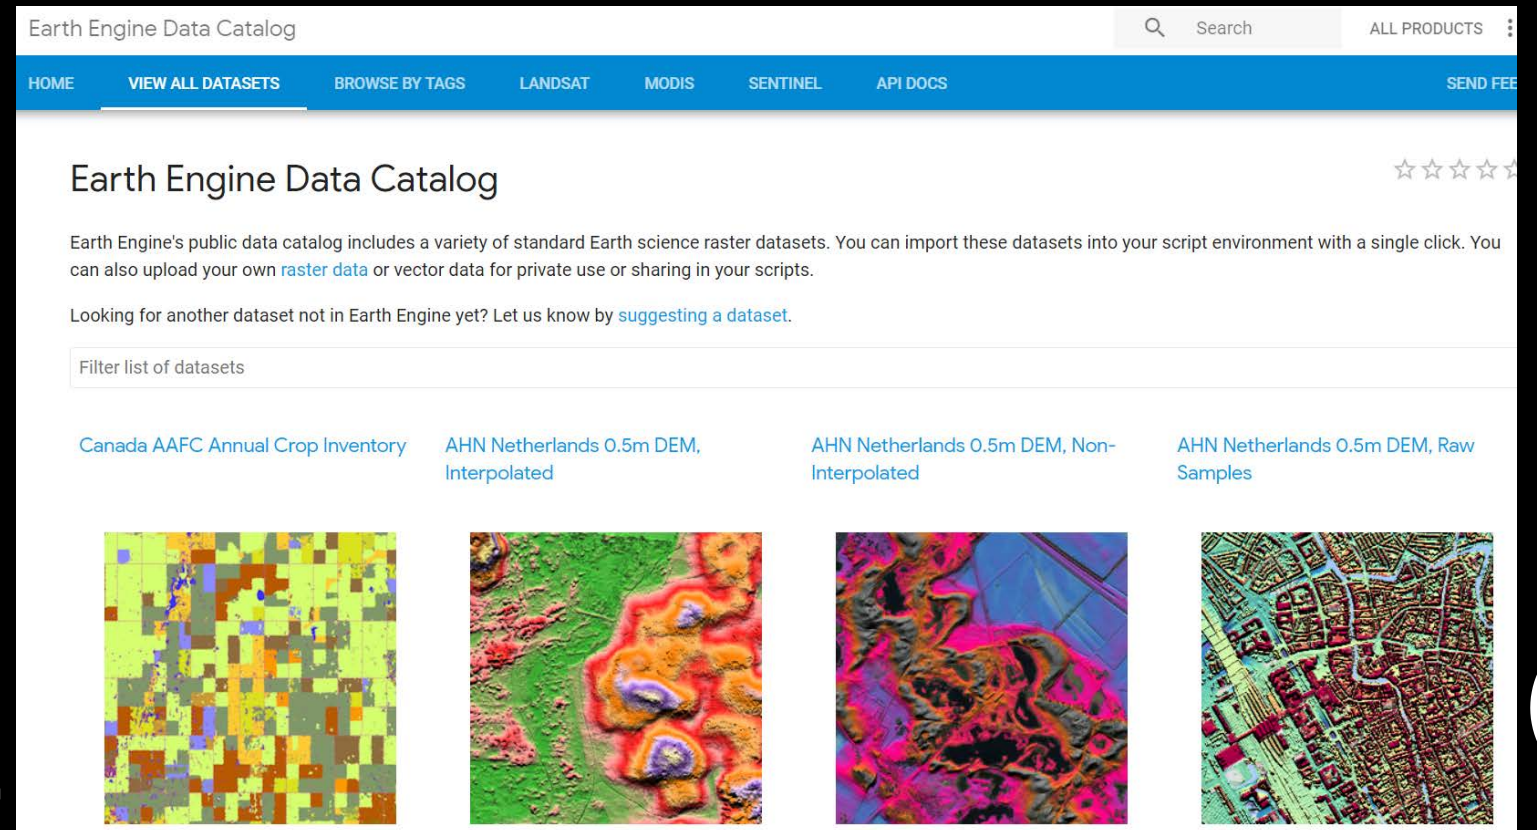 Earth Engine Data Catalog
Search
ALL PRODUCTS
HOME
VIEW ALL DATASETS
BROWSE BY TAGS
LANDSAT
MODIS
SENTINEL
API DOCS
SEND FEE
Earth Engine Data Catalog
Earth Engine's public data catalog includes a variety of standard Earth science raster datasets. You can import these datasets into your script environment with a single click. You
can also upload your own raster data or vector data for private use or sharing in your scripts.
Looking for another dataset not in Earth Engine yet? Let us know by suggesting a dataset.
Filter list of datasets
Canada AAFC Annual Crop Inventory
AHN Netherlands 0.5m DEM,
Interpolated
AHN Netherlands 0.5m DEM, Non-
Interpolated
AHN Netherlands 0.5m DEM, Raw
Samples